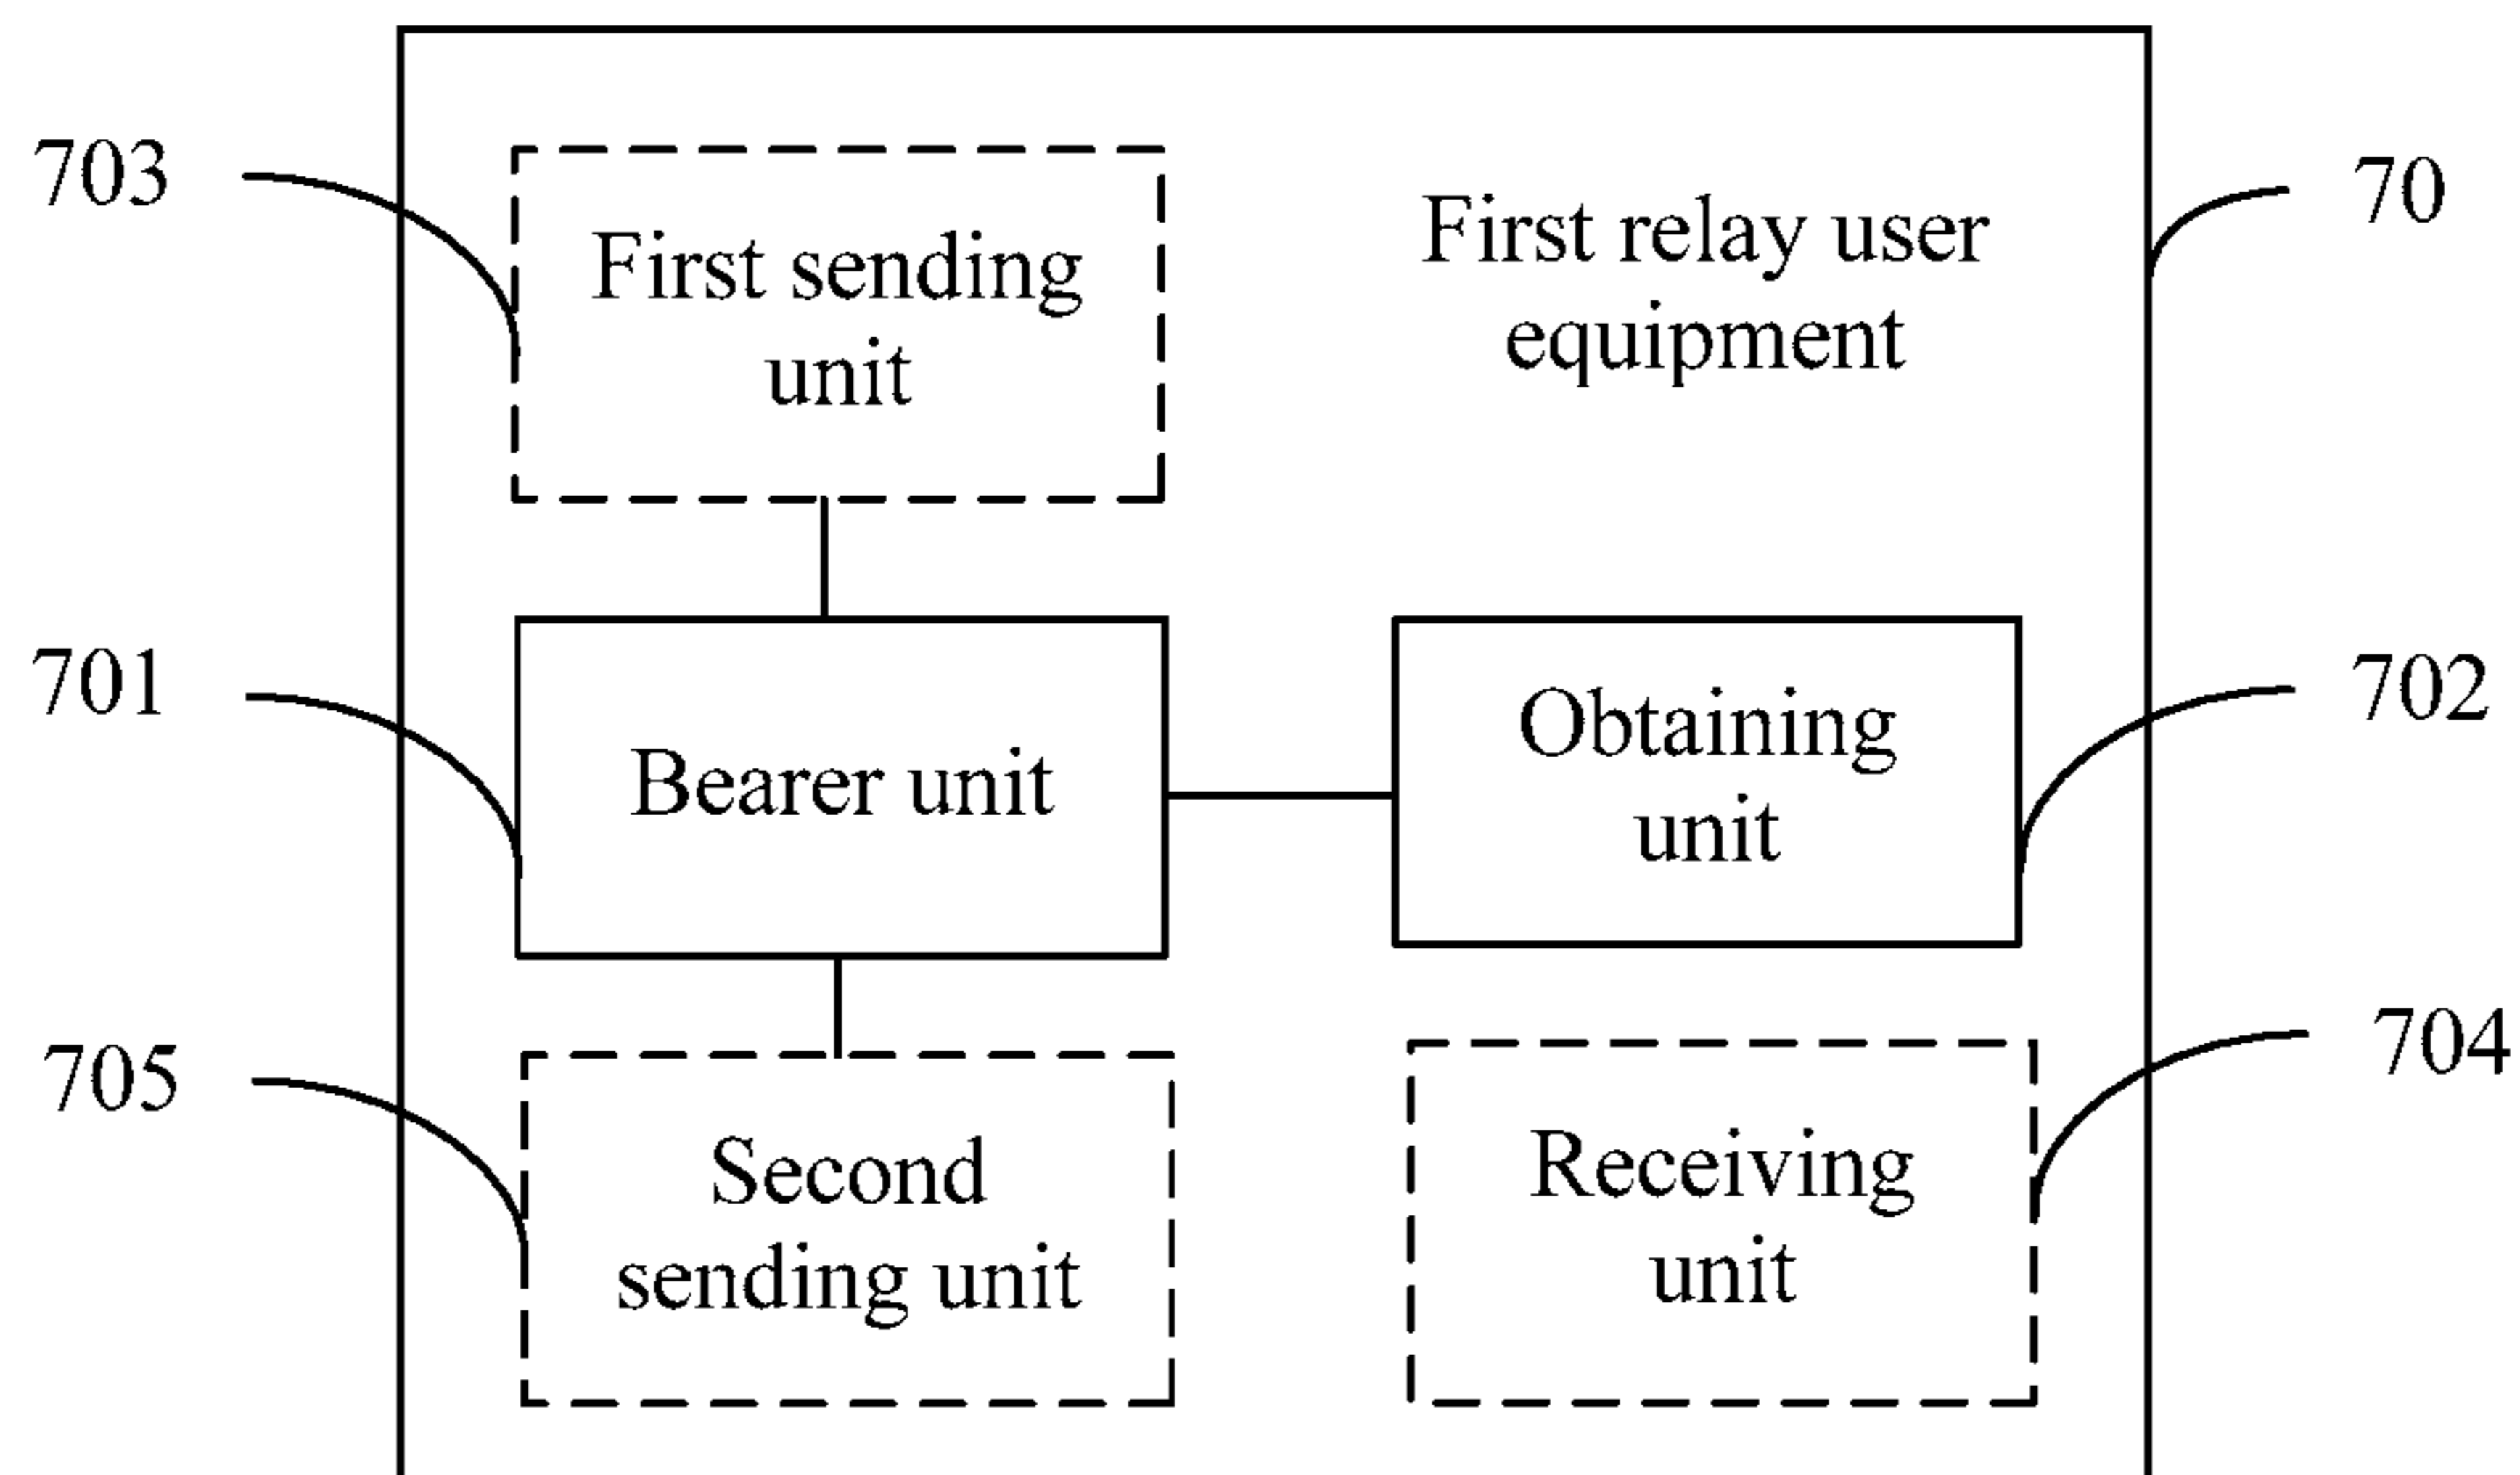 703
First sending
unit
First relay user
equipment
70
701
Bearer unit
Obtaining
unit
702
705
Second
sending unit
Receiving
unit
704